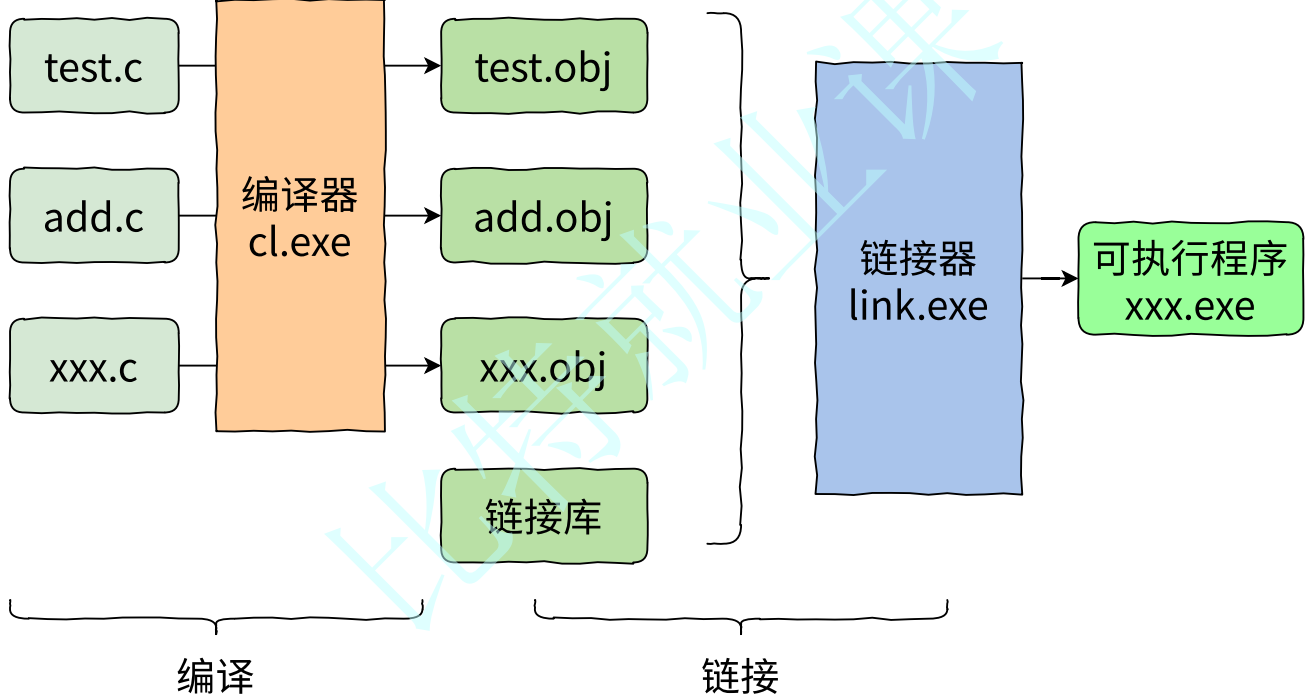 test.c
test.obj
add.c
编译器
cl.exe
add.obj
xxx.c
xxx.obj
链接库
链接器
link.exe
可执行程序
xxx.exe
编译
链接
比特就业课